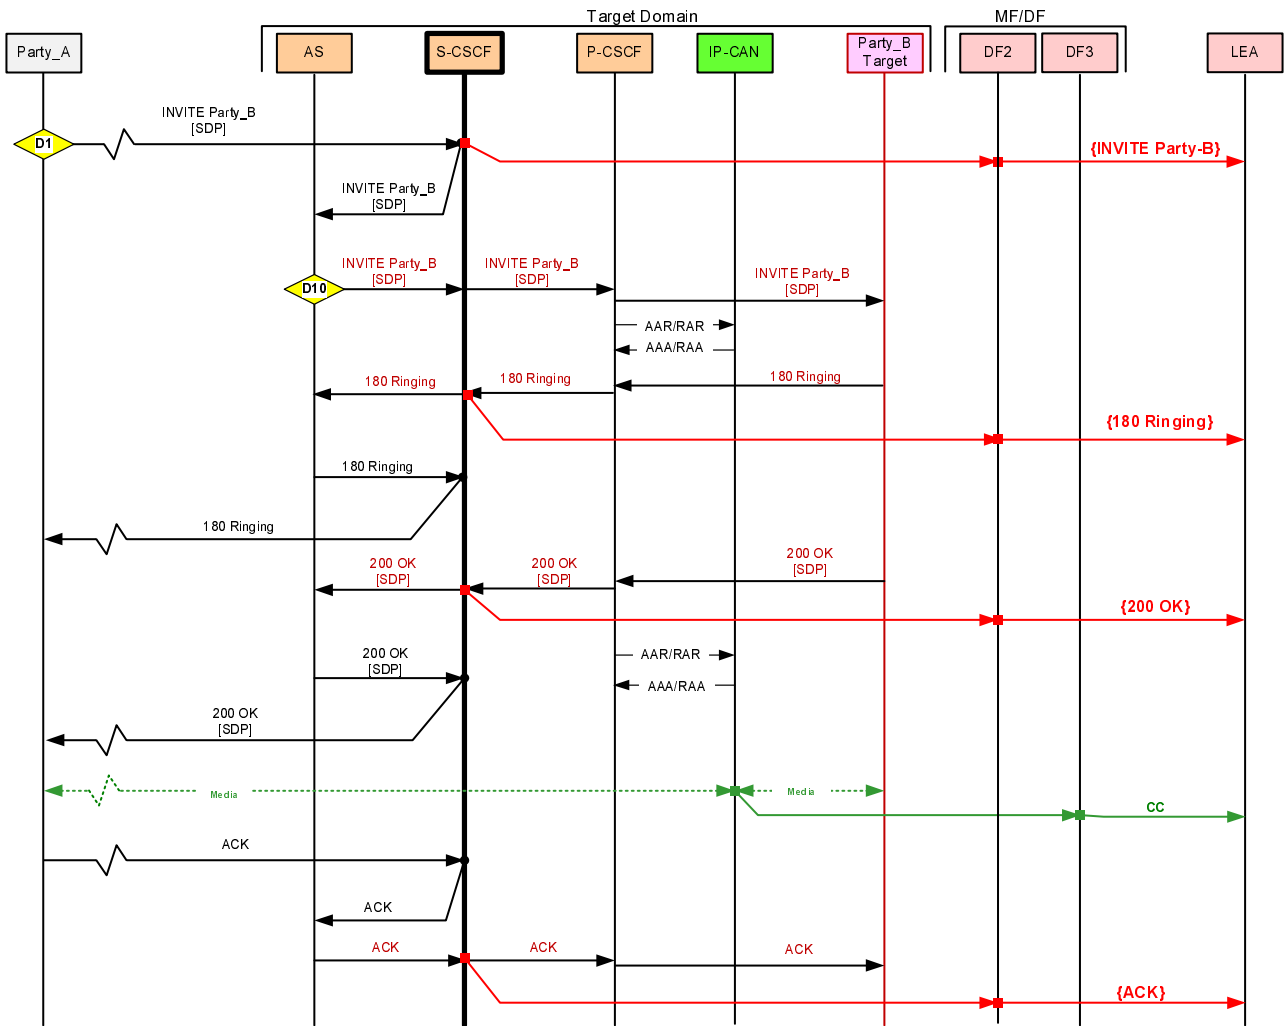 Target Domain
MF/DF
Party_A
AS
S-CSCF
P-CSCF
IP-CAN
Party_B
Target
DF2
DF3
LEA
INVITE Party_B
[SDP]
D1
{INVITE Party-B}
INVITE Party_B
[SDP]
INVITE Party_B
[SDP]
INVITE Party_B
[SDP]
INVITE Party_B
[SDP]
D10
AAR/RAR
AAA/RAA
180 Ringing
180 Ringing
180 Ringing
{180 Ringing}
180 Ringing
180 Ringing
200 OK
[SDP]
200 OK
[SDP]
200 OK
[SDP]
{200 OK}
200 OK
[SDP]
AAR/RAR
AAA/RAA
200 OK
[SDP]
Media
Media
CC
ACK
ACK
ACK
ACK
ACK
{ACK}